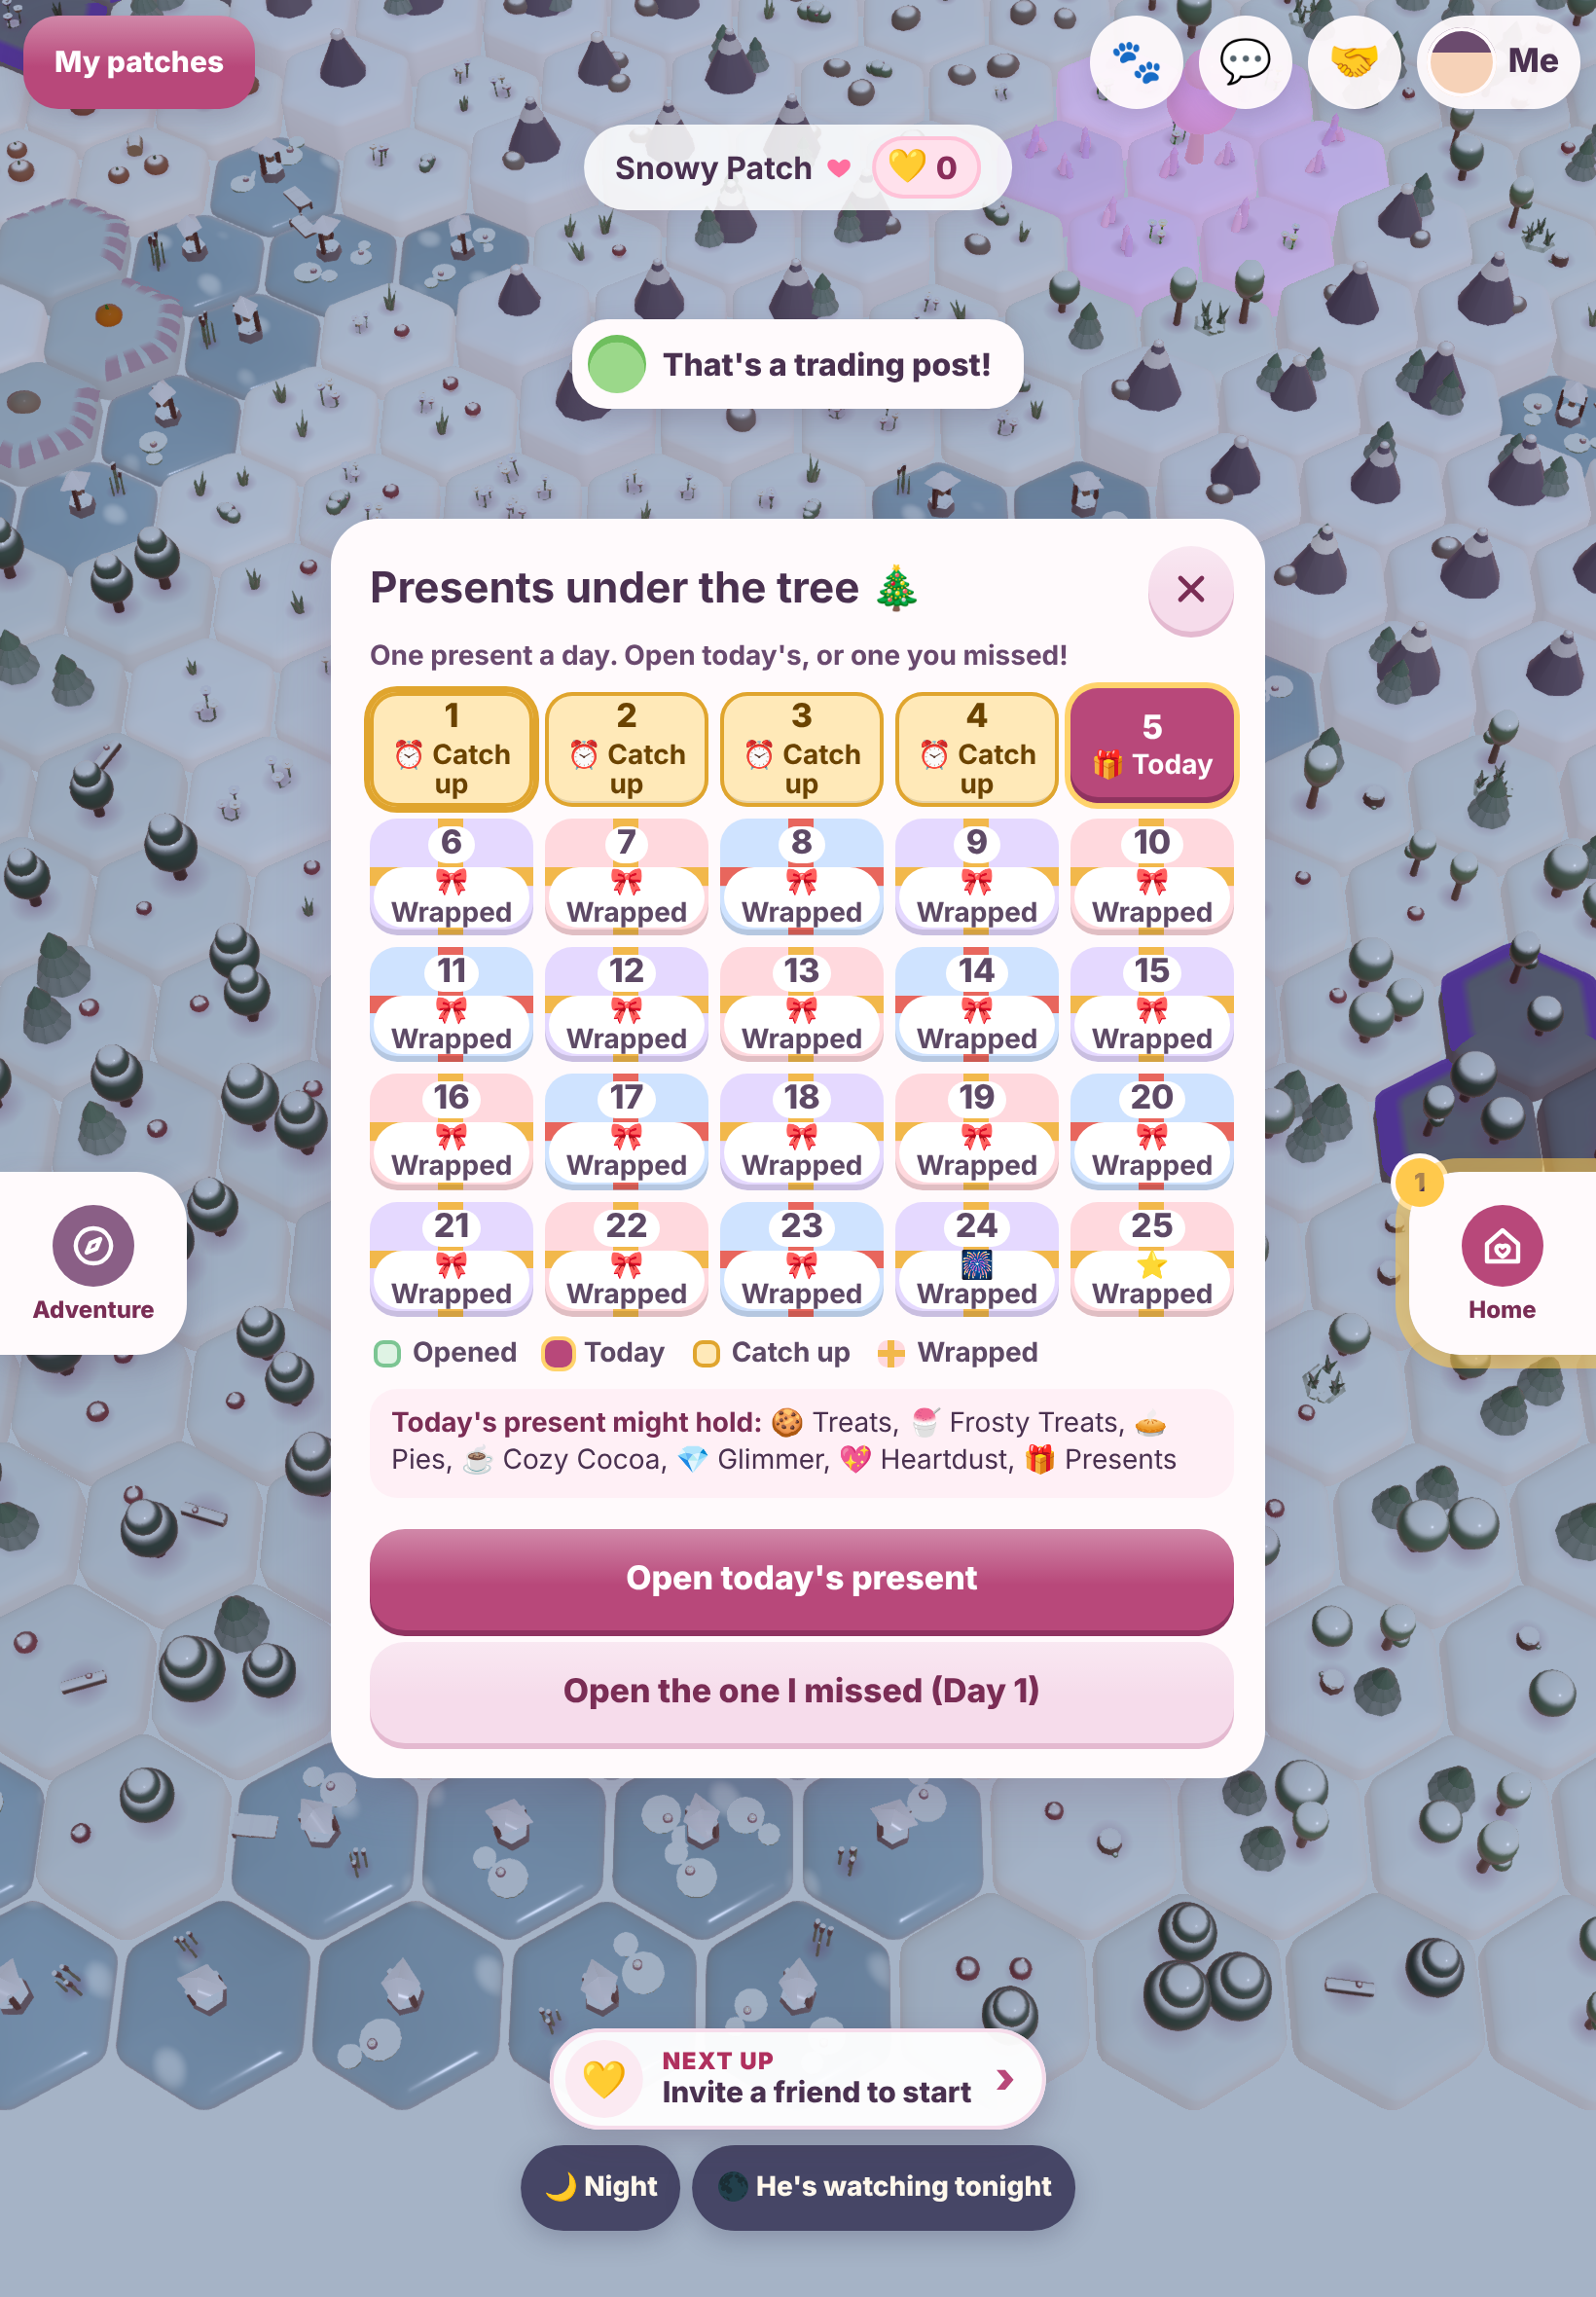 My patches
Me
Snowy Patch 0
That's a trading post!
Presents under the tree
One present a day. Open today's, or one you missed!
1 2 3 4 5
Catch up Catch up Catch up Catch up Today
6 7 8 9 10
Wrapped Wrapped Wrapped Wrapped Wrapped
11 12 13 14 15
Wrapped Wrapped Wrapped Wrapped Wrapped
16 17 18 19 20
Wrapped Wrapped Wrapped Wrapped Wrapped
21 22 23 24 25
Wrapped Wrapped Wrapped Wrapped Wrapped
Adventure
1
Home
Opened Today Catch up Wrapped
Today's present might hold: Treats, Frosty Treats,
Pies, Cozy Cocoa, Glimmer, Heartdust, Presents
Open today's present
Open the one I missed (Day 1)
NEXT UP
Invite a friend to start
Night He's watching tonight